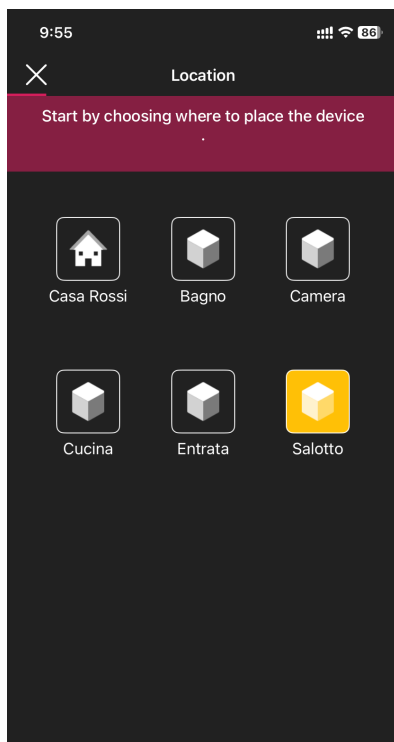 9:55
86
Location
Start by choosing where to place the device
.
Casa Rossi
Bagno
Camera
Cucina
Entrata
Salotto